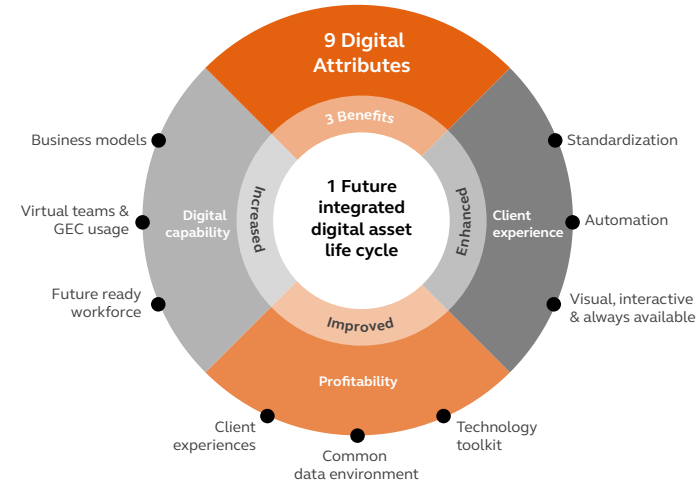 9 Digital
Attributes
3 Benefits
1 Future
integrated
digital asset
life cycle
Increased
Digital
capability
Business models
Virtual teams &
GEC usage
Future ready
workforce
Enhanced
Client
experience
Standardization
Automation
Visual, interactive
& always available
Improved
Profitability
Client
experiences
Common
data environment
Technology
toolkit